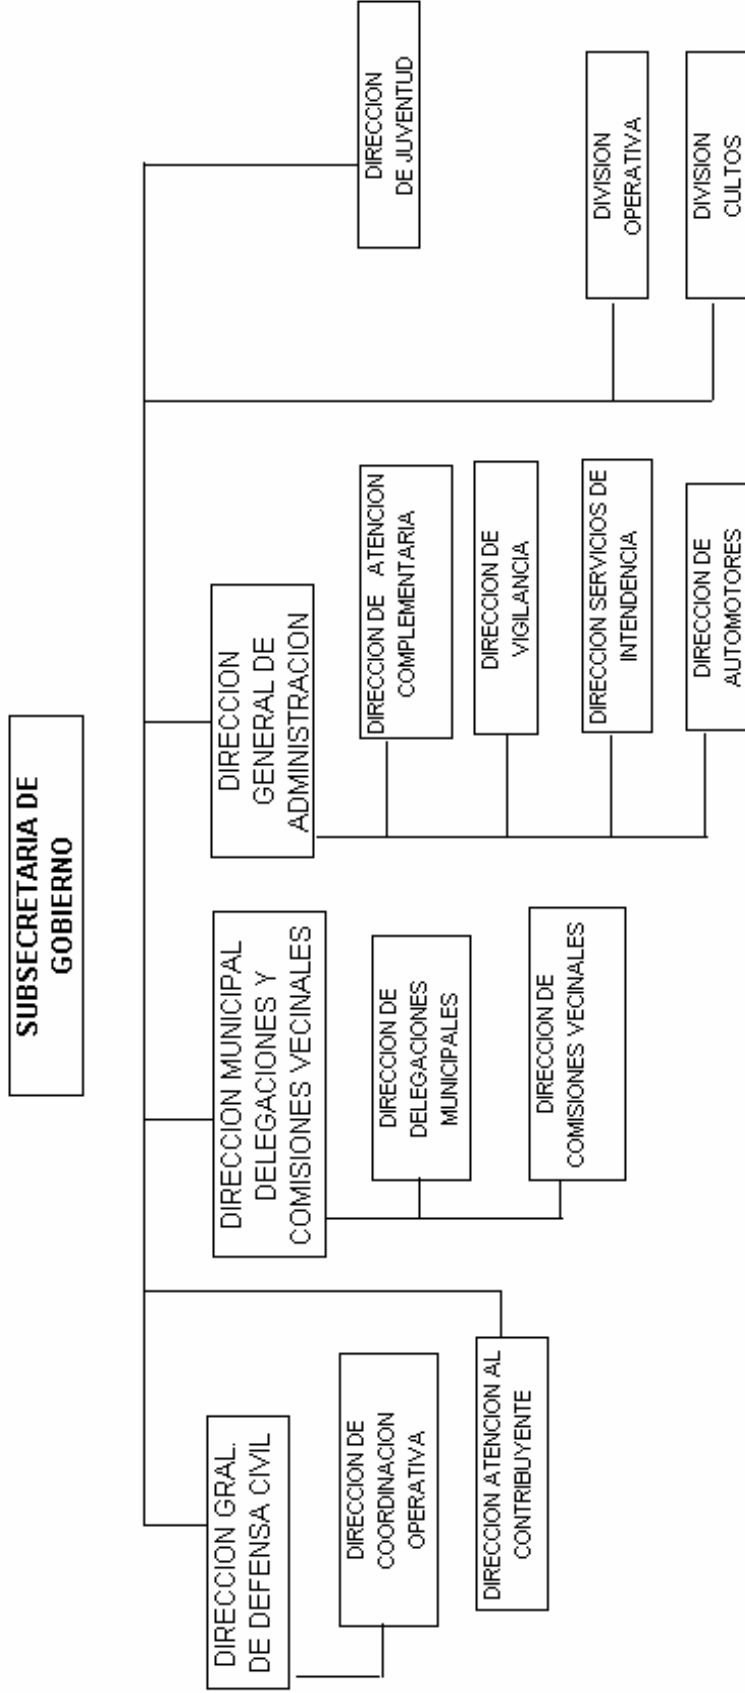 SUBSECRETARIA DE
GOBIERNO
DIRECCION GRAL.
DE DEFENSA CIVIL
DIRECCION DE
COORDINACION
OPERATIVA
DIRECCION ATENCION AL
CONTRIBUYENTE
DIRECCION MUNICIPAL
DELEGACIONES Y
COMISIONES VECINALES
DIRECCION DE
DELEGACIONES
MUNICIPALES
DIRECCION DE
COMISIONES VECINALES
DIRECCION
GENERAL DE
ADMINISTRACION
DIRECCION DE ATENCION
COMPLEMENTARIA
DIRECCION DE
VIGILANCIA
DIRECCION SERVICIOS DE
INTENDENCIA
DIRECCION DE
AUTOMOTORES
DIRECCION
DE JUVENTUD
DIVISION
OPERATIVA
DIVISION
CULTOS